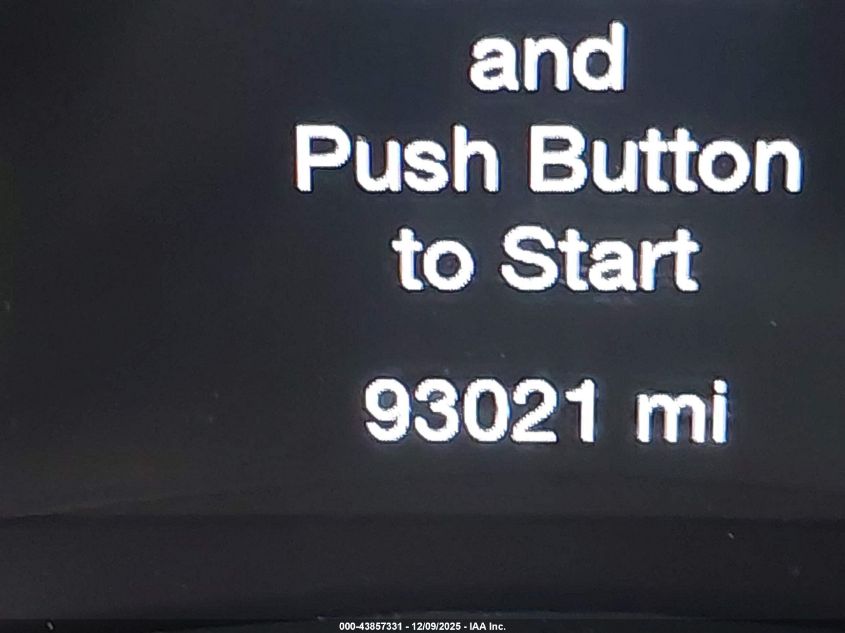 and
Push Button
to Start
93021 mi
000-43857331 - 12/09/2025 - IAA Inc.